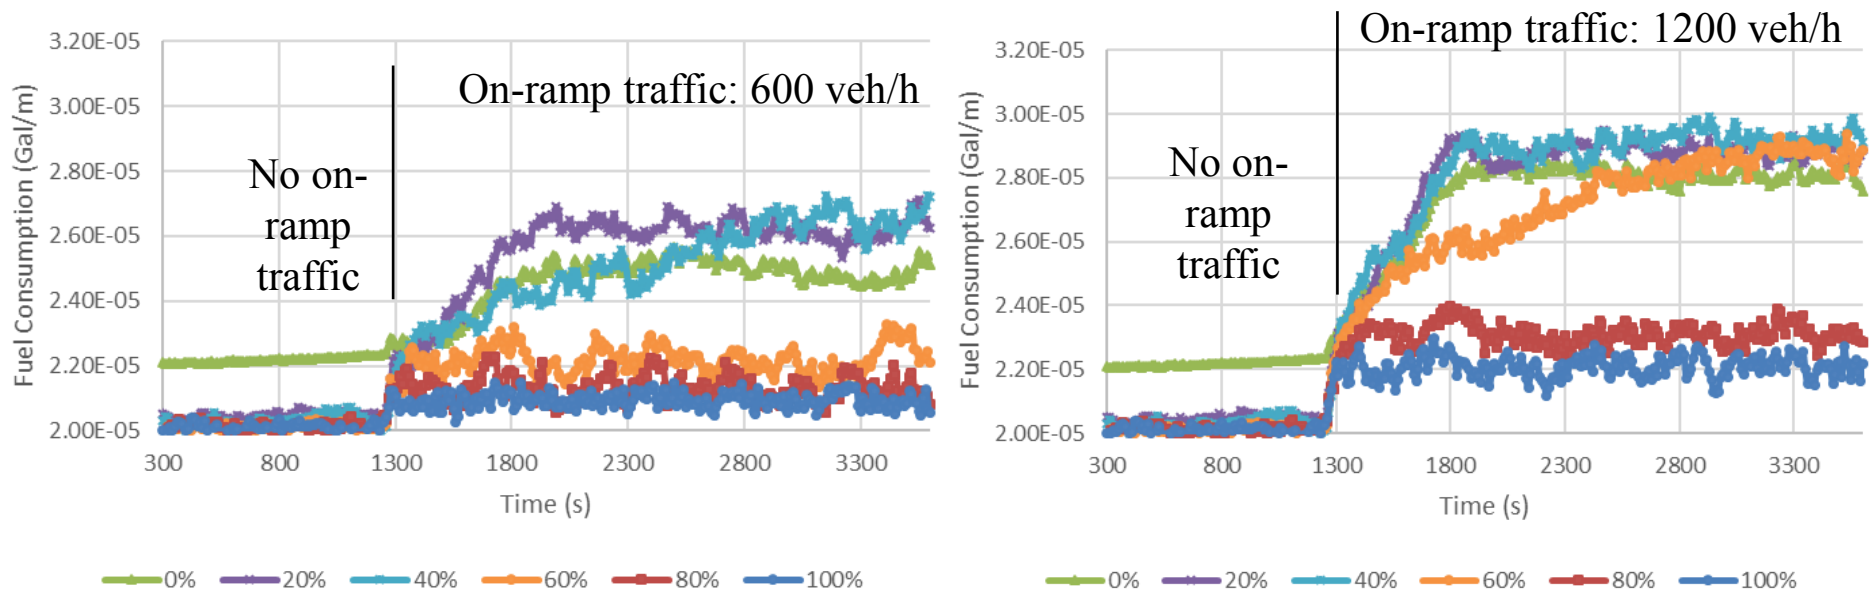 On-ramp traffic: 600 veh/h
No on-
ramp
traffic
Fuel Consumption (Gal/m)
3.20E-05
3.00E-05
2.80E-05
2.60E-05
2.40E-05
2.20E-05
2.00E-05
300 800 1300 1800 2300 2800 3300
Time (s)
0% 20% 40% 60% 80% 100%
On-ramp traffic: 1200 veh/h
No on-
ramp
traffic
Fuel Consumption (Gal/m)
3.20E-05
3.00E-05
2.80E-05
2.60E-05
2.40E-05
2.20E-05
2.00E-05
300 800 1300 1800 2300 2800 3300
Time (s)
0% 20% 40% 60% 80% 100%